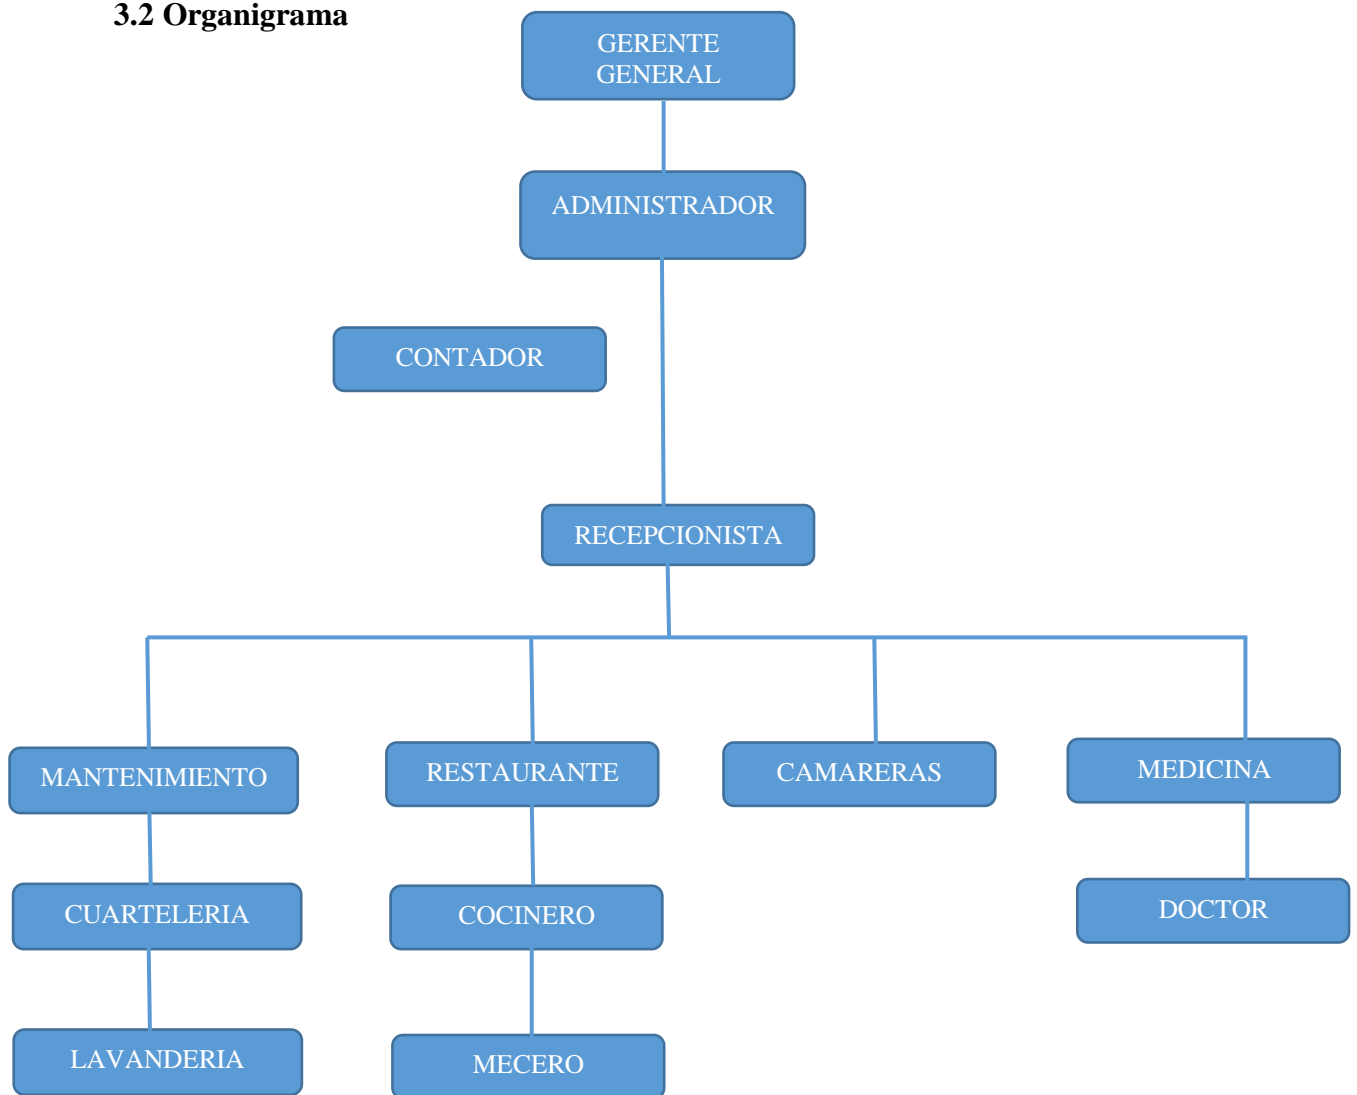 3.2 Organigrama
GERENTE
GENERAL
ADMINISTRADOR
CONTADOR
RECEPCIONISTA
MANTENIMIENTO
RESTAURANTE
CAMARERAS
MEDICINA
CUARTELERIA
COCINERO
DOCTOR
LAVANDERIA
MECERO